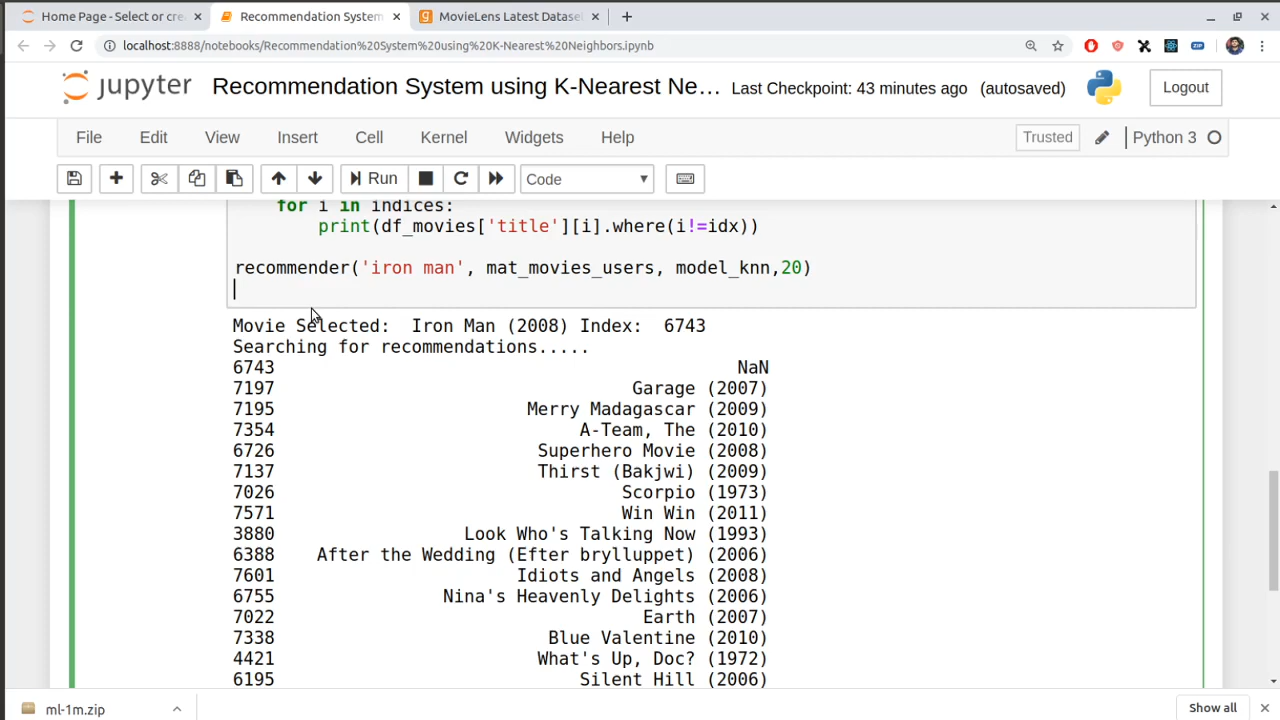 Home Page - Select or cre
Recommendation System
MovieLens Latest Dataset
localhost:8888/notebooks/Recommendation%20System%20using%20K-Nearest%20Neighbors.ipynb
jupyter
Recommendation System using K-Nearest Ne…
Last Checkpoint: 43 minutes ago (autosaved)
Logout
File Edit View Insert Cell Kernel Widgets Help
Trusted
Python 3
Run
Code
for i in indices:
print(df_movies['title'][i].where(i!=idx))
recommender('iron man', mat_movies_users, model_knn,20)
Movie Selected: Iron Man (2008) Index: 6743
Searching for recommendations.....
6743 NaN
7197 Garage (2007)
7195 Merry Madagascar (2009)
7354 A-Team, The (2010)
6726 Superhero Movie (2008)
7137 Thirst (Bakjwi) (2009)
7026 Scorpio (1973)
7571 Win Win (2011)
3880 Look Who's Talking Now (1993)
6388 After the Wedding (Efter brylluppet) (2006)
7601 Idiots and Angels (2008)
6755 Nina's Heavenly Delights (2006)
7022 Earth (2007)
7338 Blue Valentine (2010)
4421 What's Up, Doc? (1972)
6195 Silent Hill (2006)
ml-1m.zip
Show all